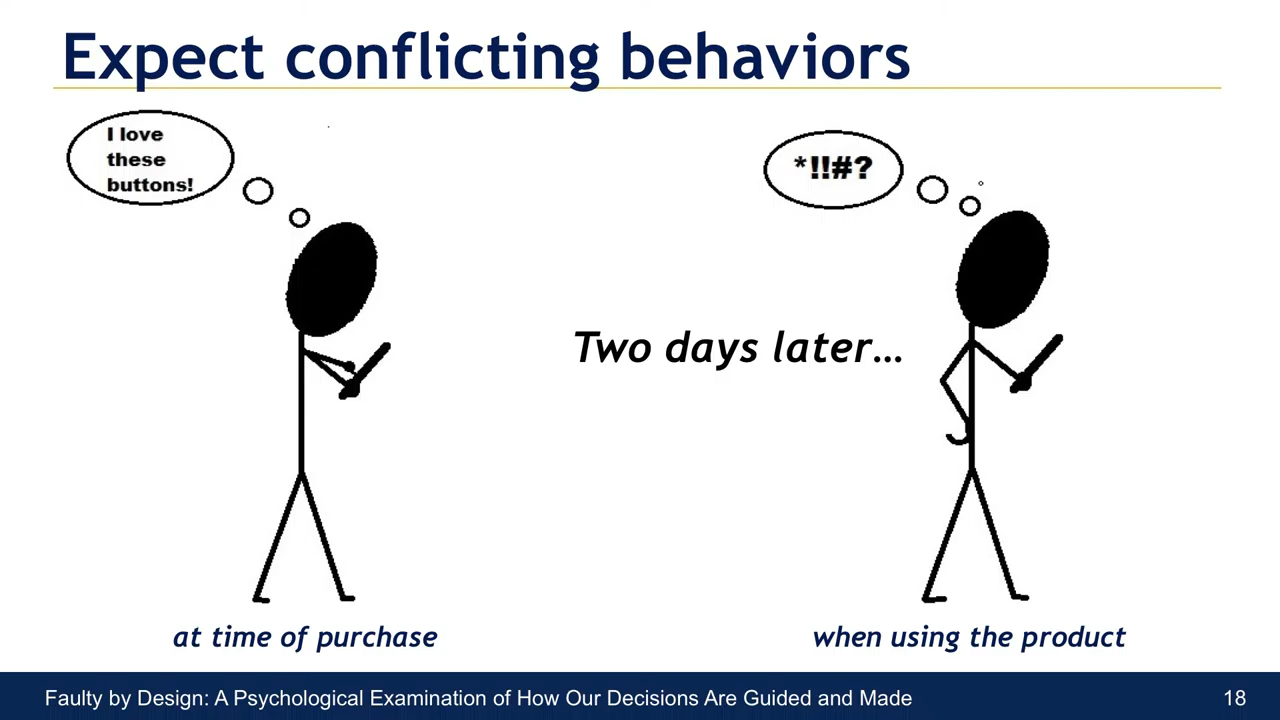 Expect conflicting behaviors
I love
these
buttons!
*!!#?
Two days later…
at time of purchase
when using the product
Faulty by Design: A Psychological Examination of How Our Decisions Are Guided and Made
18